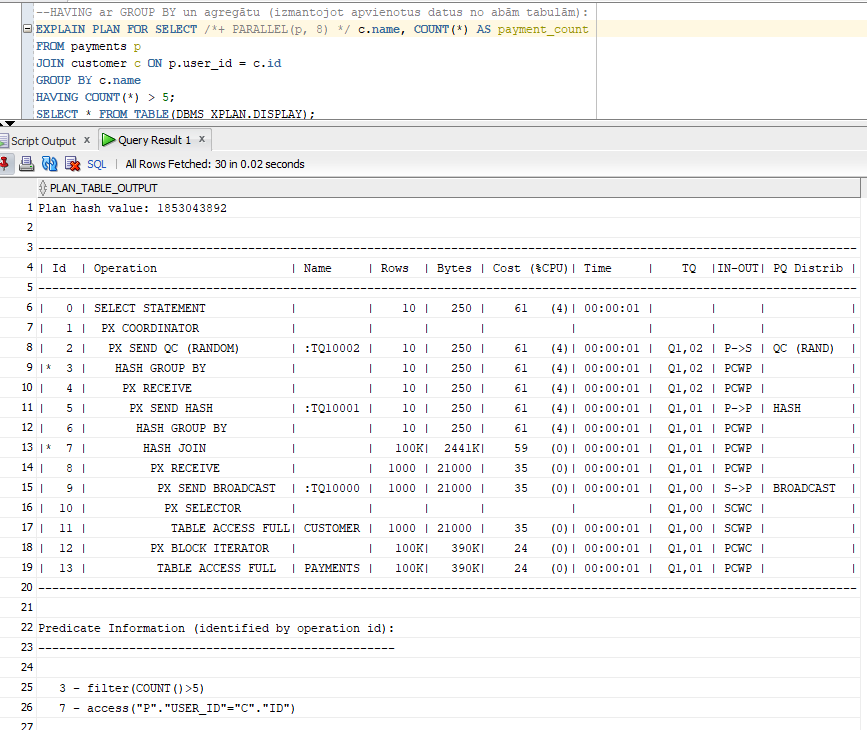 --HAVING ar GROUP BY un agregātu (izmantojot apvienotus datus no abām tabulām):
EXPLAIN PLAN FOR SELECT /*+ PARALLEL(p, 8) */ c.name, COUNT(*) AS payment_count
FROM payments p
JOIN customer c ON p.user_id = c.id
GROUP BY c.name
HAVING COUNT(*) > 5;
SELECT * FROM TABLE(DBMS_XPLAN.DISPLAY);
Script Output x Query Result 1 x
SQL | All Rows Fetched: 30 in 0.02 seconds
PLAN_TABLE_OUTPUT
1 Plan hash value: 1853043892
2
3 ---------------------------------------------------------------------------------------------------------------------
4 | Id | Operation | Name | Rows | Bytes | Cost (%CPU)| Time | TQ |IN-OUT| PQ Distrib |
5 ---------------------------------------------------------------------------------------------------------------------
6 | 0 | SELECT STATEMENT | | 10 | 250 | 61 (4)| 00:00:01 | | | |
7 | 1 | PX COORDINATOR | | | | | | | | |
8 | 2 | PX SEND QC (RANDOM) | :TQ10002 | 10 | 250 | 61 (4)| 00:00:01 | Q1,02 | P->S | QC (RAND) |
9 |* 3 | HASH GROUP BY | | 10 | 250 | 61 (4)| 00:00:01 | Q1,02 | PCWP | |
10 | 4 | PX RECEIVE | | 10 | 250 | 61 (4)| 00:00:01 | Q1,02 | PCWP | |
11 | 5 | PX SEND HASH | :TQ10001 | 10 | 250 | 61 (4)| 00:00:01 | Q1,01 | P->P | HASH |
12 | 6 | HASH GROUP BY | | 10 | 250 | 61 (4)| 00:00:01 | Q1,01 | PCWP | |
13 |* 7 | HASH JOIN | | 100K| 2441K| 59 (0)| 00:00:01 | Q1,01 | PCWP | |
14 | 8 | PX RECEIVE | | 1000 | 21000 | 35 (0)| 00:00:01 | Q1,01 | PCWP | |
15 | 9 | PX SEND BROADCAST | :TQ10000 | 1000 | 21000 | 35 (0)| 00:00:01 | Q1,00 | S->P | BROADCAST |
16 | 10 | PX SELECTOR | | | | | | Q1,00 | SCWC | |
17 | 11 | TABLE ACCESS FULL| CUSTOMER | 1000 | 21000 | 35 (0)| 00:00:01 | Q1,00 | SCWP | |
18 | 12 | PX BLOCK ITERATOR | | 100K| 390K| 24 (0)| 00:00:01 | Q1,01 | PCWC | |
19 | 13 | TABLE ACCESS FULL | PAYMENTS | 100K| 390K| 24 (0)| 00:00:01 | Q1,01 | PCWP | |
20 ---------------------------------------------------------------------------------------------------------------------
21
22 Predicate Information (identified by operation id):
23 ---------------------------------------------------
24
25 3 - filter(COUNT()>5)
26 7 - access("P"."USER_ID"="C"."ID")
27